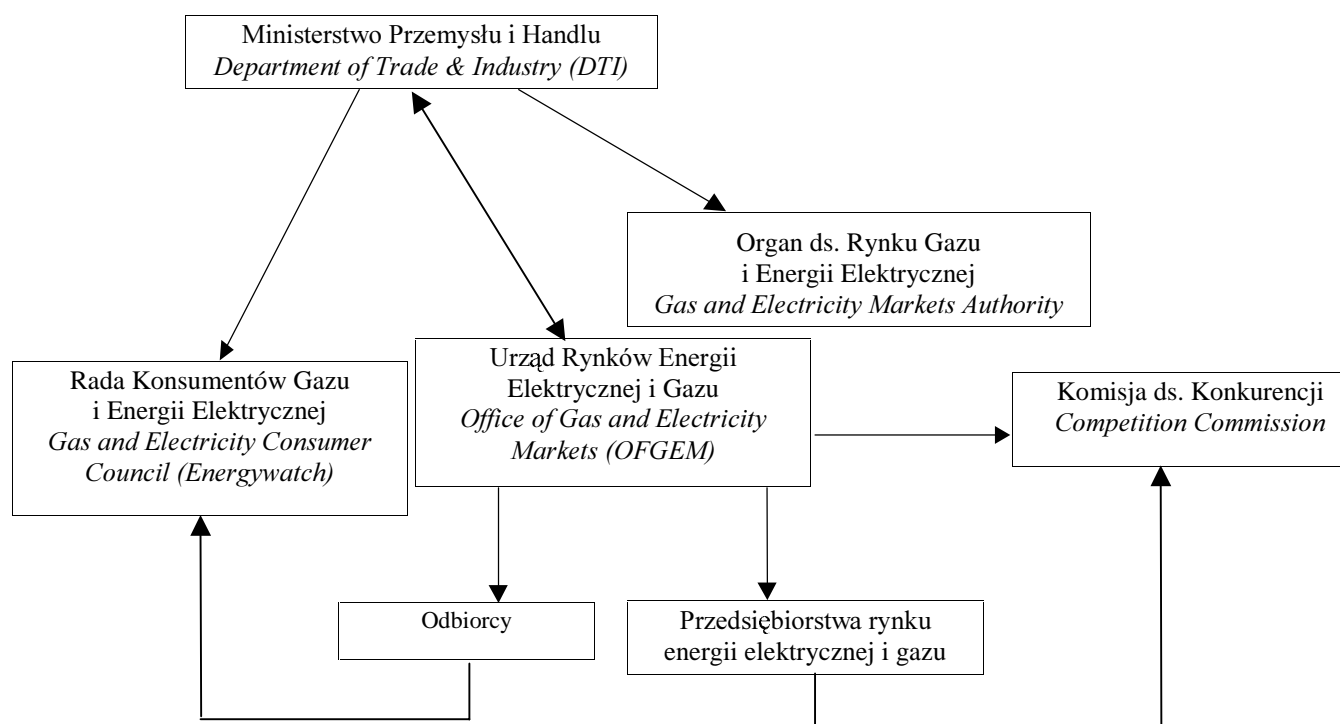 Ministerstwo Przemysłu i Handlu
Department of Trade & Industry (DTI)
Organ ds. Rynku Gazu
i Energii Elektrycznej
Gas and Electricity Markets Authority
Rada Konsumentów Gazu
i Energii Elektrycznej
Gas and Electricity Consumer
Council (Energywatch)
Urząd Rynków Energii
Elektrycznej i Gazu
Office of Gas and Electricity
Markets (OFGEM)
Komisja ds. Konkurencji
Competition Commission
Odbiorcy
Przedsiębiorstwa rynku
energii elektrycznej i gazu